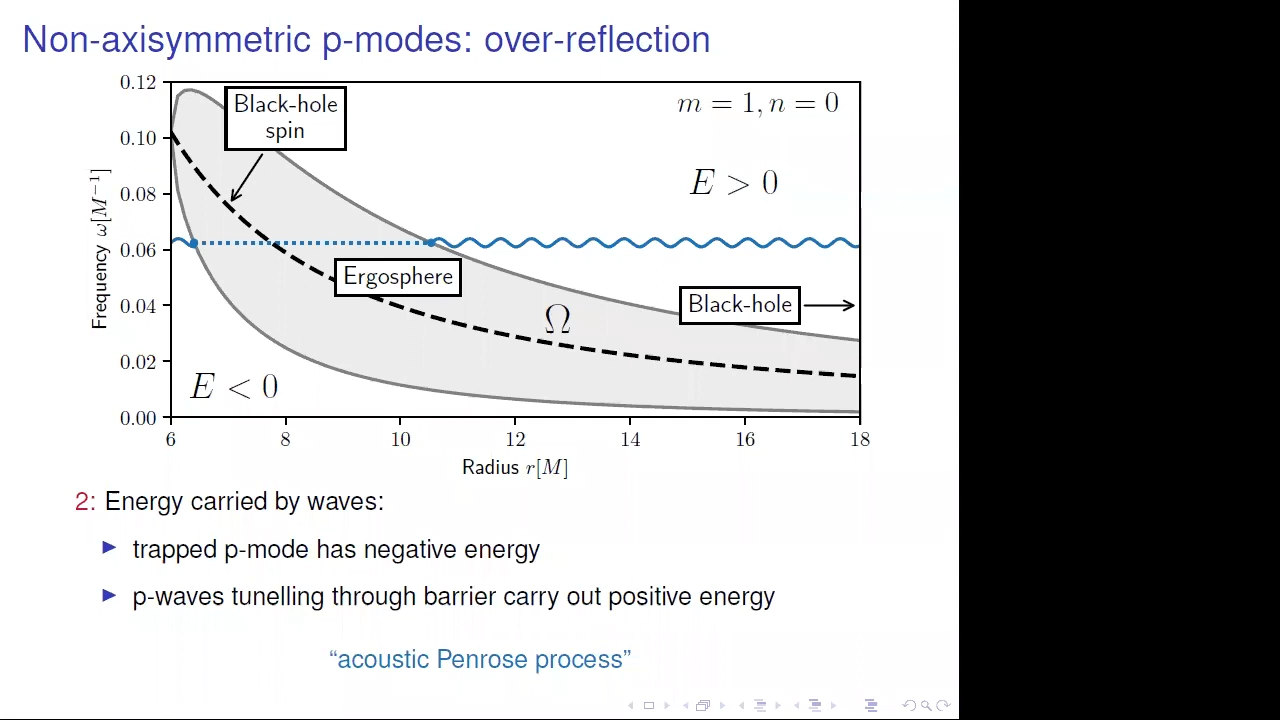 Non-axisymmetric p-modes: over-reflection
0.12
0.10
0.08
0.06
0.04
0.02
0.00
Frequency ω[M⁻¹]
Black-hole
spin
m = 1, n = 0
E > 0
Ergosphere
Ω
Black-hole
E < 0
6 8 10 12 14 16 18
Radius r[M]
2: Energy carried by waves:
trapped p-mode has negative energy
p-waves tunelling through barrier carry out positive energy
“acoustic Penrose process”